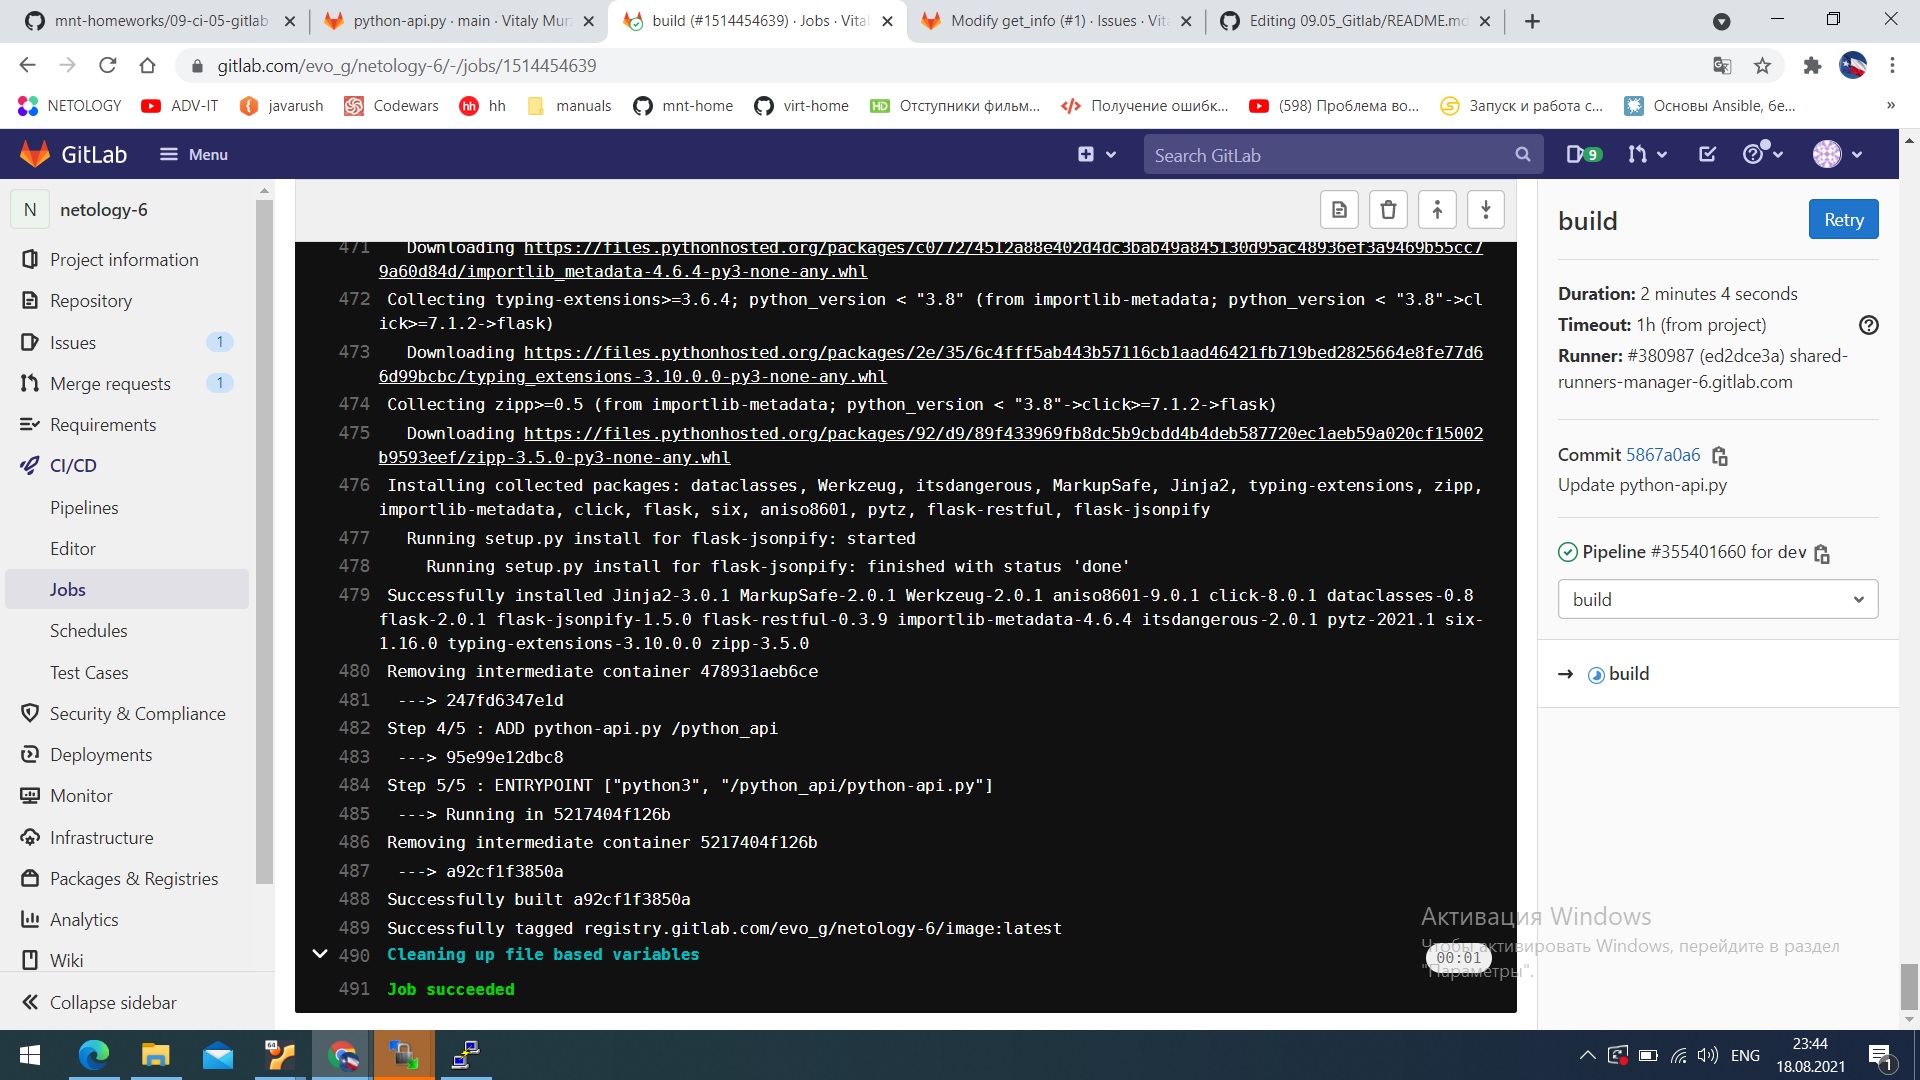 mnt-homeworks/09-ci-05-gitlab
python-api.py · main · Vitaly Mur
build (#1514454639) · Jobs · Vital
Modify get_info (#1) · Issues · Vit
Editing 09.05_Gitlab/README.md
gitlab.com/evo_g/netology-6/-/jobs/1514454639
NETOLOGY
ADV-IT
javarush
Codewars
hh hh
manuals
mnt-home
virt-home
HD Отступники фильм...
Получение ошибк...
(598) Проблема во...
Запуск и работа с...
Основы Ansible, бе...
»
GitLab
Menu
Search GitLab
9
N netology-6
Project information
Repository
Issues 1
Merge requests 1
Requirements
CI/CD
Pipelines
Editor
Jobs
Schedules
Test Cases
Security & Compliance
Deployments
Monitor
Infrastructure
Packages & Registries
Analytics
Wiki
Collapse sidebar
471 Downloading https://files.pythonhosted.org/packages/c0/72/4512a88e402d4dc3bab49a845130d95ac48936ef3a9469b55cc7
9a60d84d/importlib_metadata-4.6.4-py3-none-any.whl
472 Collecting typing-extensions>=3.6.4; python_version < "3.8" (from importlib-metadata; python_version < "3.8"->cl
ick>=7.1.2->flask)
473 Downloading https://files.pythonhosted.org/packages/2e/35/6c4fff5ab443b57116cb1aad46421fb719bed2825664e8fe77d6
6d99bcbc/typing_extensions-3.10.0.0-py3-none-any.whl
474 Collecting zipp>=0.5 (from importlib-metadata; python_version < "3.8"->click>=7.1.2->flask)
475 Downloading https://files.pythonhosted.org/packages/92/d9/89f433969fb8dc5b9cbdd4b4deb587720ec1aeb59a020cf15002
b9593eef/zipp-3.5.0-py3-none-any.whl
476 Installing collected packages: dataclasses, Werkzeug, itsdangerous, MarkupSafe, Jinja2, typing-extensions, zipp,
importlib-metadata, click, flask, six, aniso8601, pytz, flask-restful, flask-jsonpify
477 Running setup.py install for flask-jsonpify: started
478 Running setup.py install for flask-jsonpify: finished with status 'done'
479 Successfully installed Jinja2-3.0.1 MarkupSafe-2.0.1 Werkzeug-2.0.1 aniso8601-9.0.1 click-8.0.1 dataclasses-0.8
flask-2.0.1 flask-jsonpify-1.5.0 flask-restful-0.3.9 importlib-metadata-4.6.4 itsdangerous-2.0.1 pytz-2021.1 six-
1.16.0 typing-extensions-3.10.0.0 zipp-3.5.0
480 Removing intermediate container 478931aeb6ce
481 ---> 247fd6347e1d
482 Step 4/5 : ADD python-api.py /python_api
483 ---> 95e99e12dbc8
484 Step 5/5 : ENTRYPOINT ["python3", "/python_api/python-api.py"]
485 ---> Running in 5217404f126b
486 Removing intermediate container 5217404f126b
487 ---> a92cf1f3850a
488 Successfully built a92cf1f3850a
489 Successfully tagged registry.gitlab.com/evo_g/netology-6/image:latest
490 Cleaning up file based variables 00:01
491 Job succeeded
build
Retry
Duration: 2 minutes 4 seconds
Timeout: 1h (from project)
Runner: #380987 (ed2dce3a) shared-
runners-manager-6.gitlab.com
Commit 5867a0a6
Update python-api.py
Pipeline #355401660 for dev
build
→ build
Активация Windows
Чтобы активировать Windows, перейдите в раздел
"Параметры".
64
ENG
23:44
18.08.2021
1